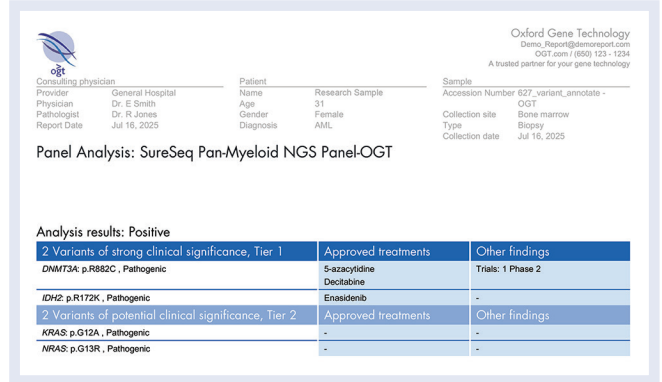 Oxford Gene Technology
Demo_Report@demoreport.com
OGT.com / (650) 123 - 1234
A trusted partner for your gene technology
ogt
Consulting physician
Provider General Hospital
Physician Dr. E Smith
Pathologist Dr. R Jones
Report Date Jul 16, 2025
Patient
Name Research Sample
Age 31
Gender Female
Diagnosis AML
Sample
Accession Number 627_variant_annotate -
OGT
Collection site Bone marrow
Type Biopsy
Collection date Jul 16, 2025
Panel Analysis: SureSeq Pan-Myeloid NGS Panel-OGT
Analysis results: Positive
2 Variants of strong clinical significance, Tier 1 Approved treatments Other findings
DNMT3A: p.R882C , Pathogenic 5-azacytidine Trials: 1 Phase 2
Decitabine
IDH2: p.R172K , Pathogenic Enasidenib -
2 Variants of potential clinical significance, Tier 2 Approved treatments Other findings
KRAS: p.G12A , Pathogenic - -
NRAS: p.G13R , Pathogenic - -